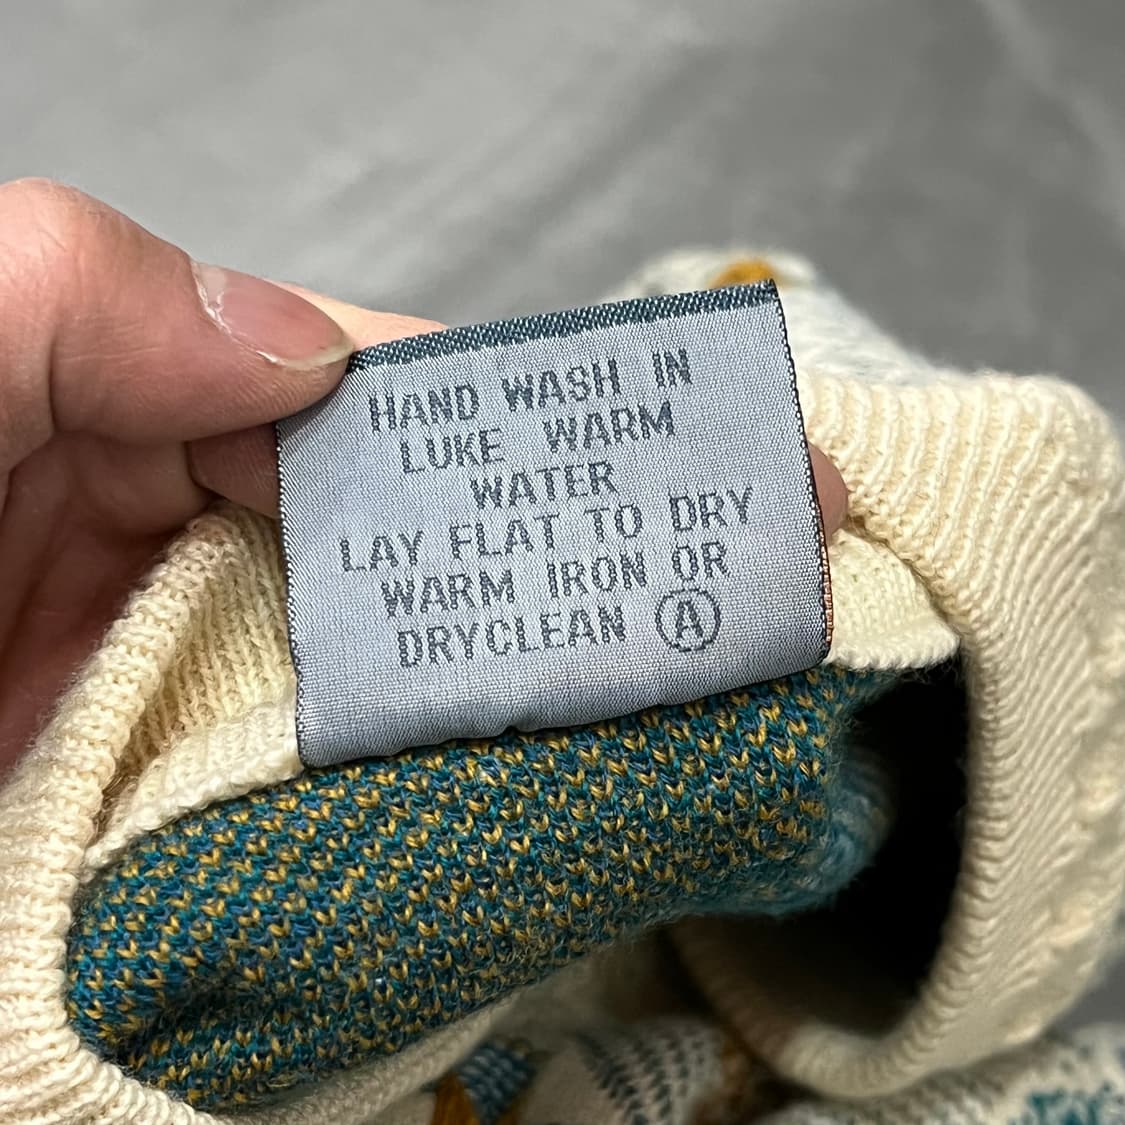 HAND WASH IN
LUKE WARM
WATER
LAY FLAT TO DRY
WARM IRON OR
DRYCLEAN Ⓐ